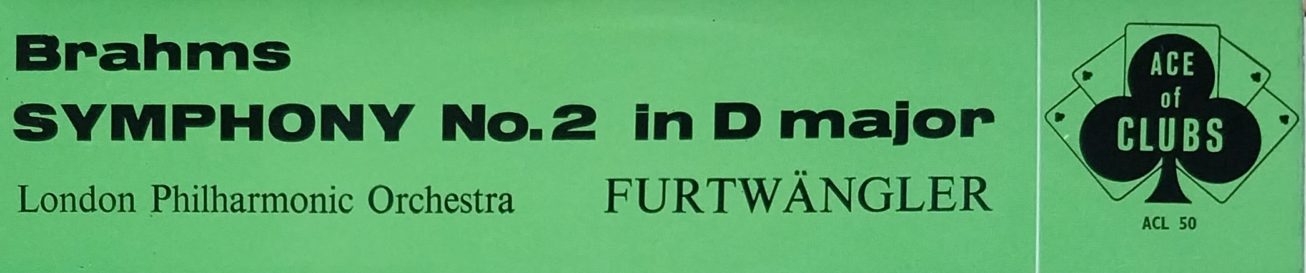 Brahms
SYMPHONY No. 2 in D major
London Philharmonic Orchestra FURTWÄNGLER
ACE
of
CLUBS
ACL 50